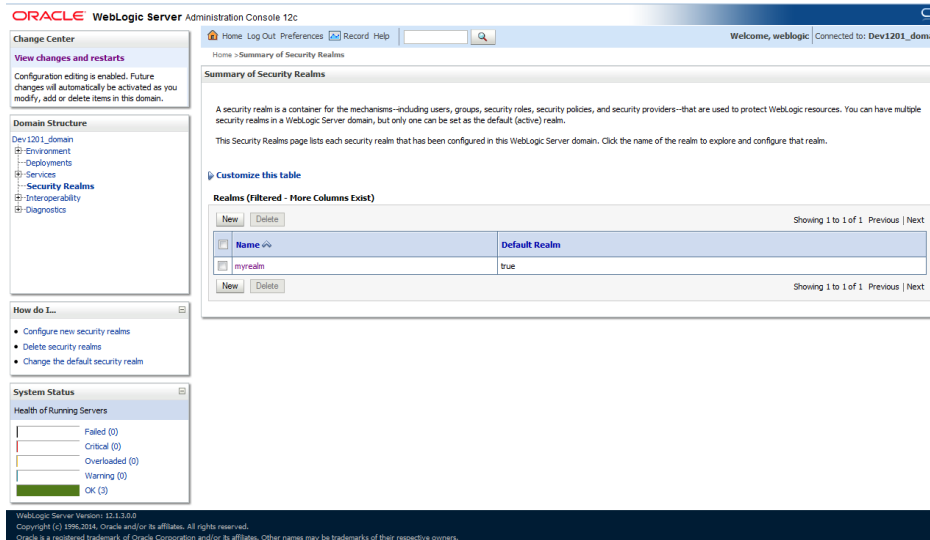 ORACLE WebLogic Server Administration Console 12c
Change Center
View changes and restarts
Configuration editing is enabled. Future
changes will automatically be activated as you
modify, add or delete items in this domain.
Domain Structure
Dev1201_domain
Environment
Deployments
Services
Security Realms
Interoperability
Diagnostics
How do I...
Configure new security realms
Delete security realms
Change the default security realm
System Status
Health of Running Servers
Failed (0)
Critical (0)
Overloaded (0)
Warning (0)
OK (3)
Home Log Out Preferences Record Help
Welcome, weblogic Connected to: Dev1201_doma
Home >Summary of Security Realms
Summary of Security Realms
A security realm is a container for the mechanisms--including users, groups, security roles, security policies, and security providers--that are used to protect WebLogic resources. You can have multiple
security realms in a WebLogic Server domain, but only one can be set as the default (active) realm.
This Security Realms page lists each security realm that has been configured in this WebLogic Server domain. Click the name of the realm to explore and configure that realm.
Customize this table
Realms (Filtered - More Columns Exist)
New Delete Showing 1 to 1 of 1 Previous | Next
Name Default Realm
myrealm true
New Delete Showing 1 to 1 of 1 Previous | Next
WebLogic Server Version: 12.1.3.0.0
Copyright (c) 1996,2014, Oracle and/or its affiliates. All rights reserved.
Oracle is a registered trademark of Oracle Corporation and/or its affiliates. Other names may be trademarks of their respective owners.